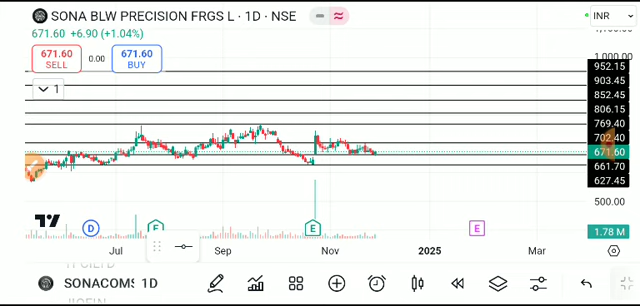 SONA BLW PRECISION FRGS L · 1D · NSE
INR
671.60 +6.90 (+1.04%)
1,000.00
671.60
SELL
0.00
671.60
BUY
952.15
903.45
1
852.45
806.15
769.40
702.40
671.60
661.70
627.45
500.00
D
E
E
E
1.78 M
Jul
Sep
Nov
2025
Mar
SONACOMS 1D